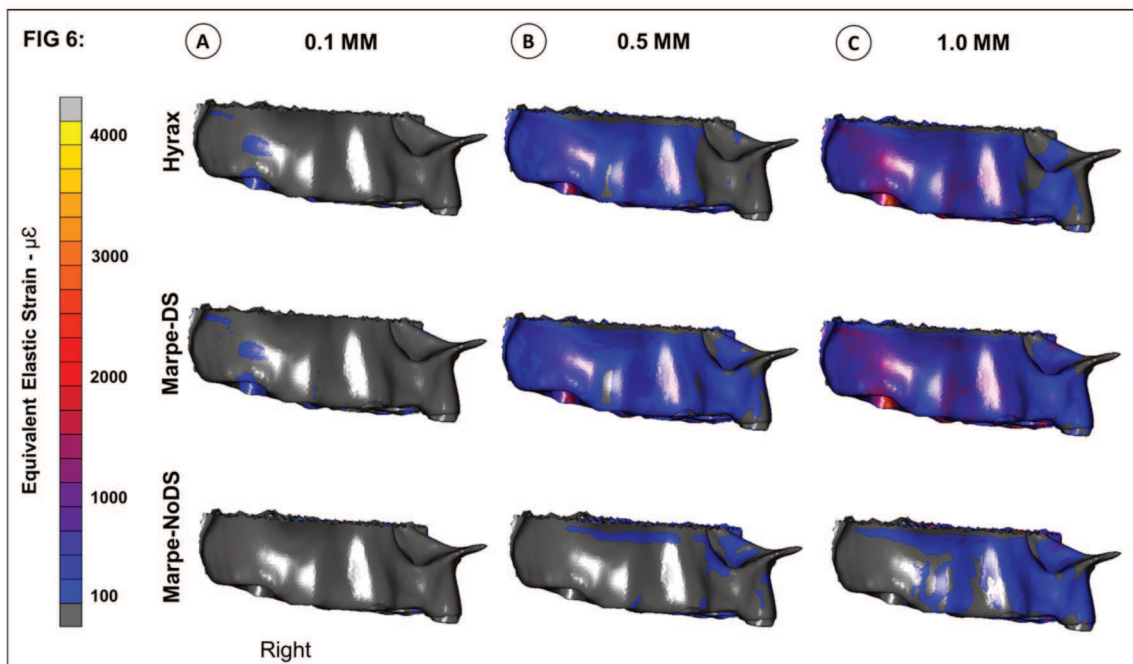 FIG 6:
A 0.1 MM
B 0.5 MM
C 1.0 MM
Equivalent Elastic Strain - µƐ
4000
3000
2000
1000
100
Hyrax
Marpe-DS
Marpe-NoDS
Right